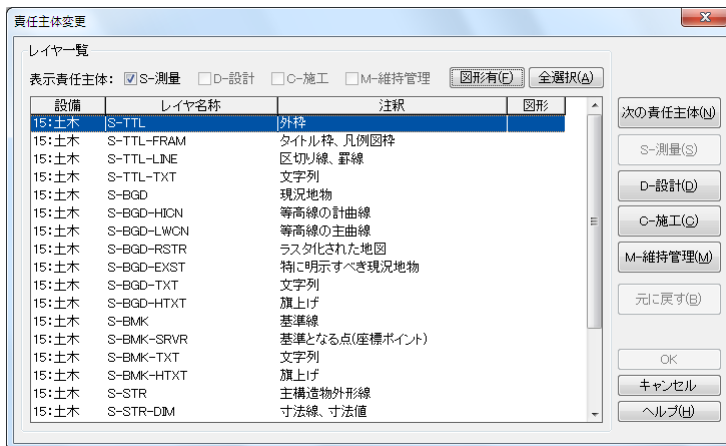 責任主体変更
レイヤ一覧
表示責任主体: S-測量 D-設計 C-施工 M-維持管理 図形有(F) 全選択(A)
設備 レイヤ名称 注釈 図形
15:土木 S-TTL 外枠
15:土木 S-TTL-FRAM タイトル枠、凡例図枠
15:土木 S-TTL-LINE 区切り線、罫線
15:土木 S-TTL-TXT 文字列
15:土木 S-BGD 現況地物
15:土木 S-BGD-HICN 等高線の計曲線
15:土木 S-BGD-LWCN 等高線の主曲線
15:土木 S-BGD-RSTR ラスタ化された地図
15:土木 S-BGD-EXST 特に明示すべき現況地物
15:土木 S-BGD-TXT 文字列
15:土木 S-BGD-HTXT 旗上げ
15:土木 S-BMK 基準線
15:土木 S-BMK-SRVR 基準となる点(座標ポイント)
15:土木 S-BMK-TXT 文字列
15:土木 S-BMK-HTXT 旗上げ
15:土木 S-STR 主構造物外形線
15:土木 S-STR-DIM 寸法線、寸法値
次の責任主体(N)
S-測量(S)
D-設計(D)
C-施工(C)
M-維持管理(M)
元に戻す(B)
OK
キャンセル
ヘルプ(H)